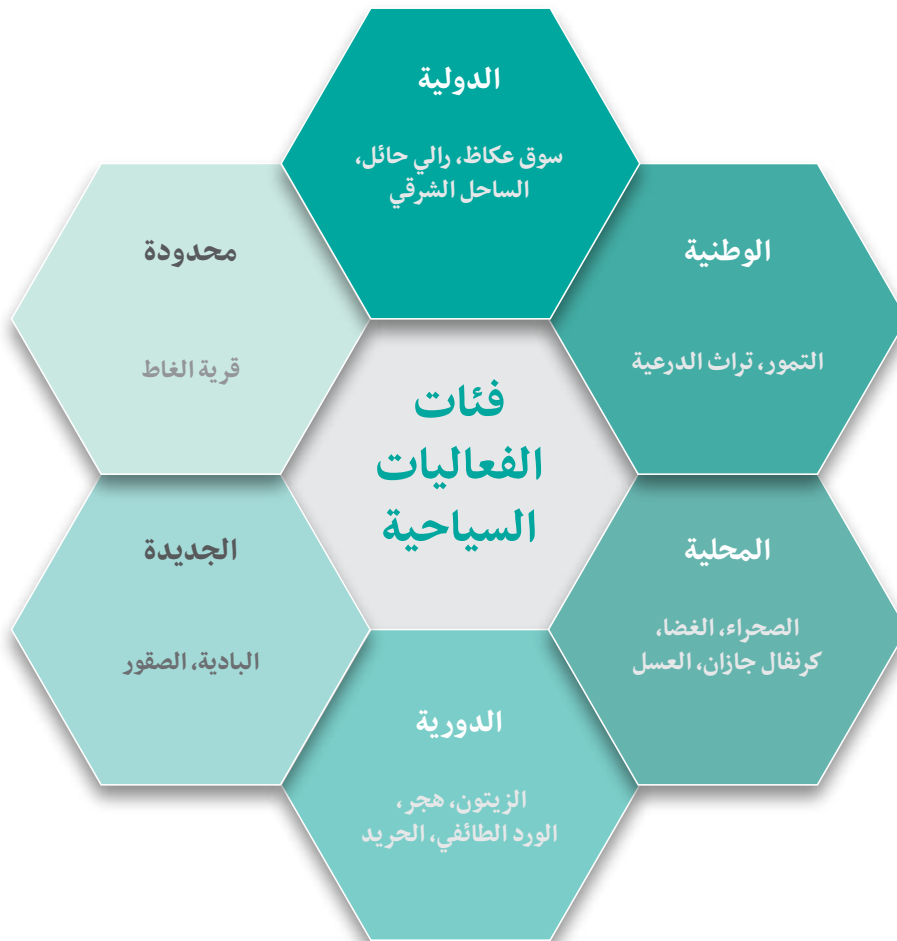 فئات
الفعاليات
السياحية
الدولية
سوق عكاظ، رالي حائل،
الساحل الشرقي
الوطنية
التمور، تراث الدرعية
المحلية
الصحراء، الغضا،
كرنفال جازان، العسل
الدورية
الزيتون، هجر،
الورد الطائفي، الحريد
الجديدة
البادية، الصقور
محدودة
قرية الغاط